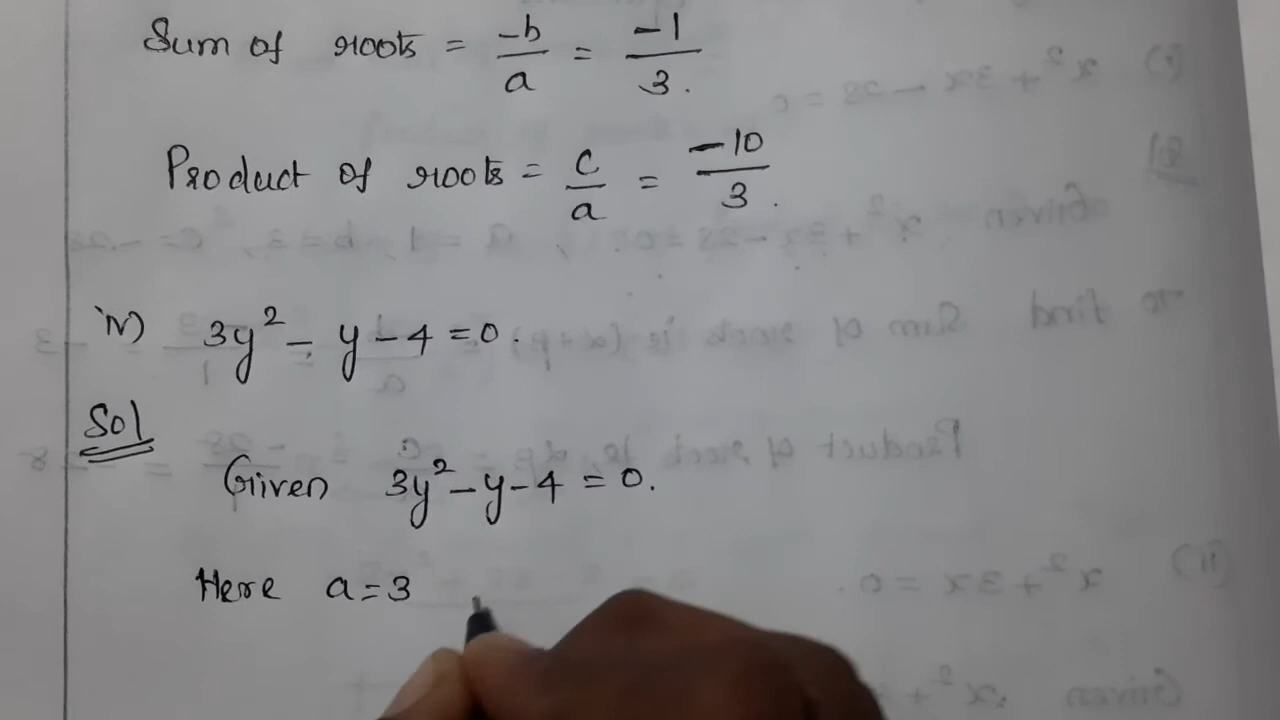 Sum of roots = -b/a = -1/3.
Product of roots = c/a = -10/3.
iv) 3y² - y - 4 = 0.
Sol
Given 3y² - y - 4 = 0.
Here a = 3